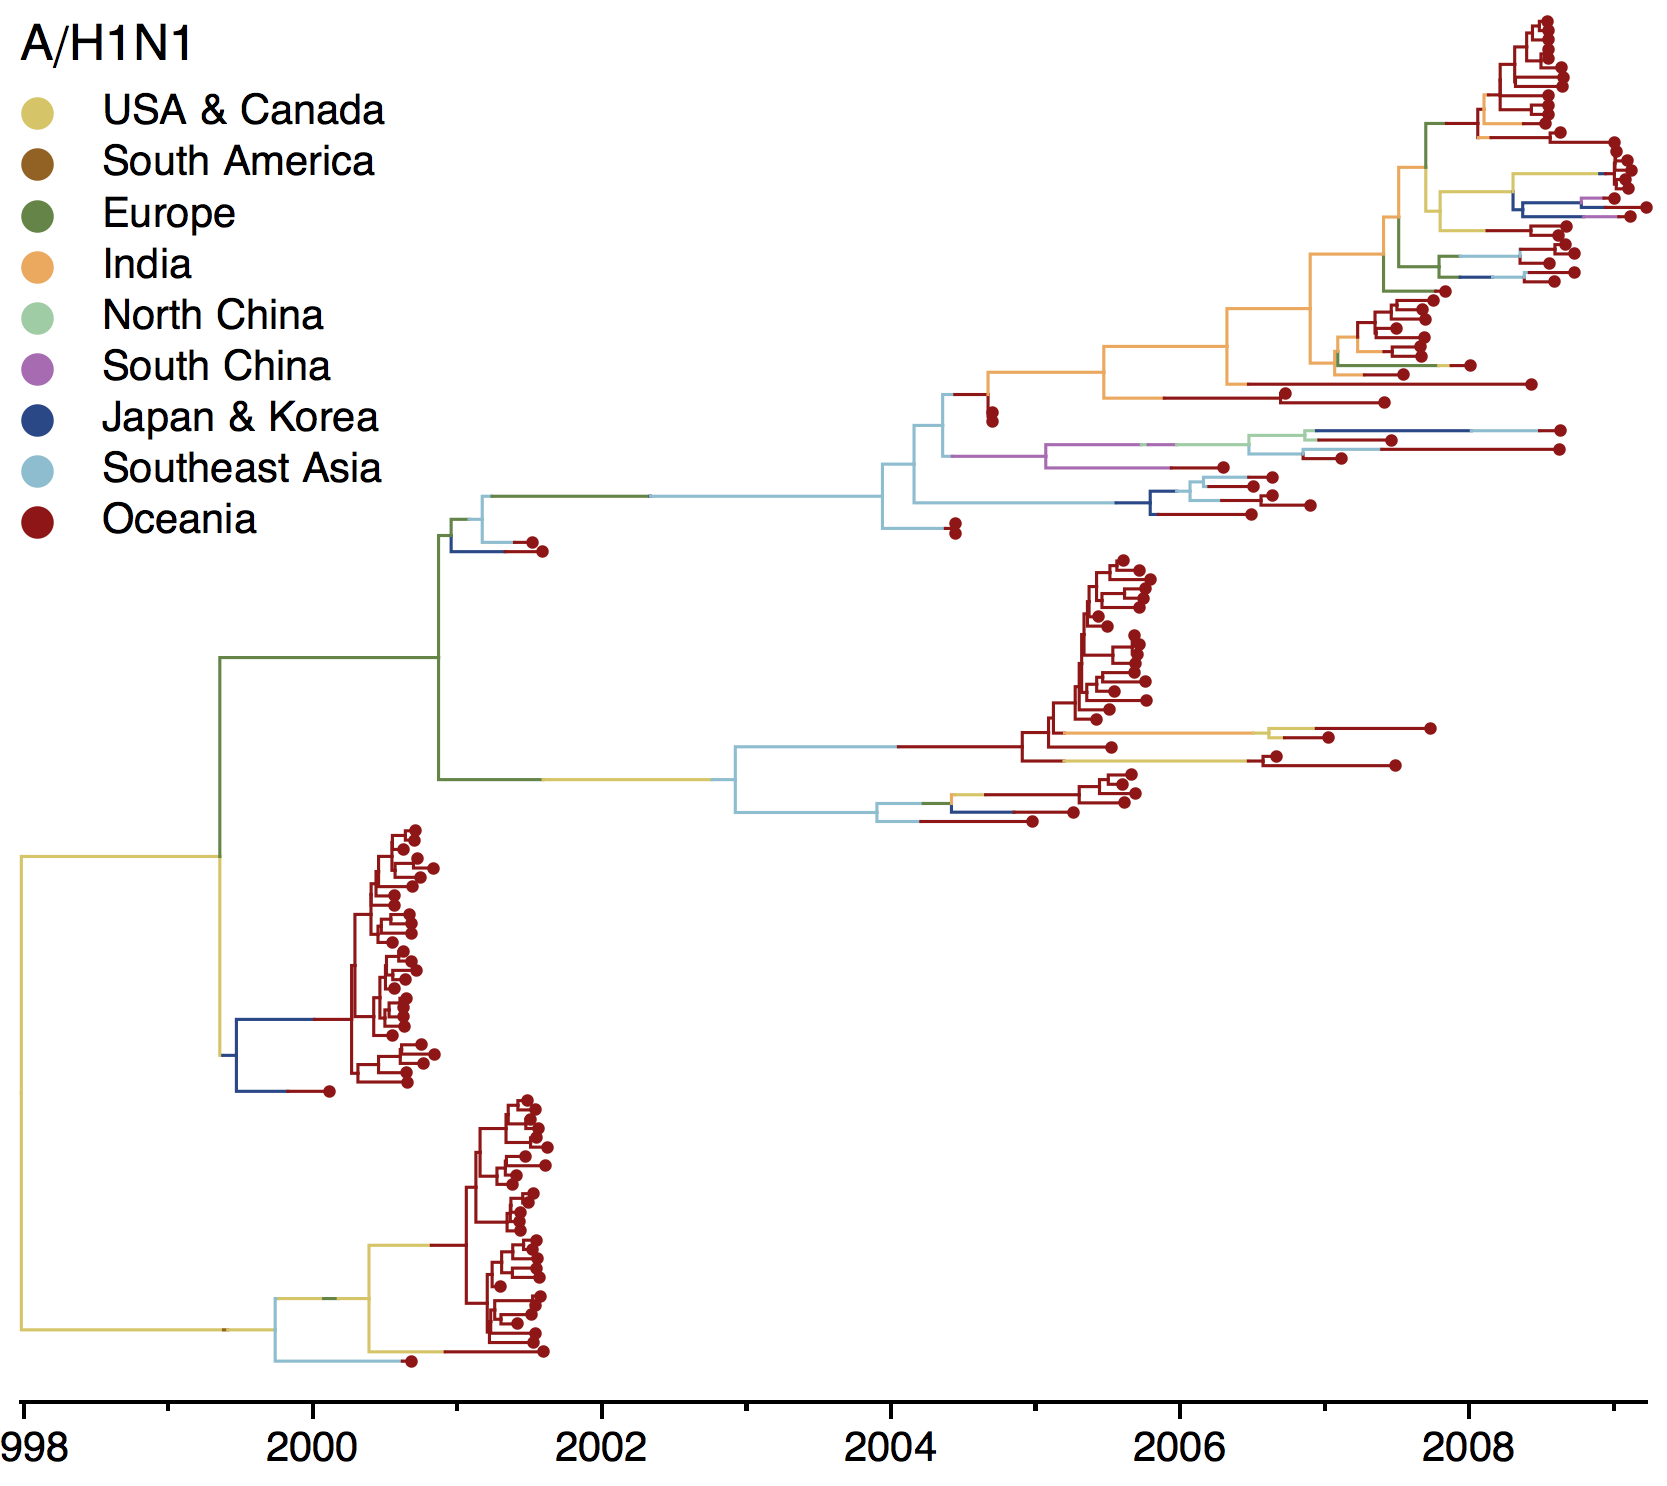 A/H1N1
USA & Canada
South America
Europe
India
North China
South China
Japan & Korea
Southeast Asia
Oceania
998 2000 2002 2004 2006 2008